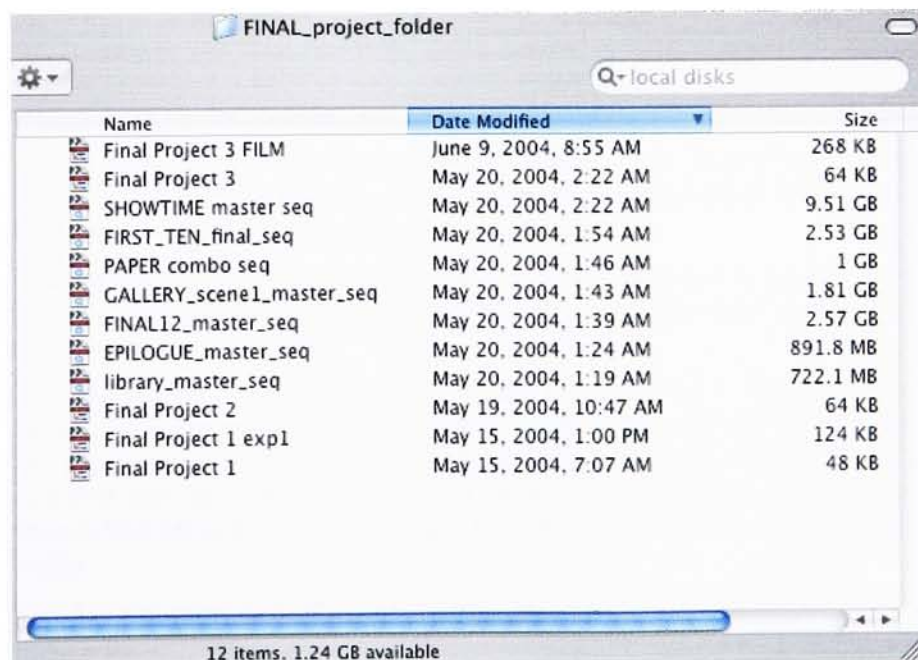 FINAL_project_folder
local disks
Name Date Modified Size
Final Project 3 FILM June 9, 2004, 8:55 AM 268 KB
Final Project 3 May 20, 2004, 2:22 AM 64 KB
SHOWTIME master seq May 20, 2004, 2:22 AM 9.51 GB
FIRST_TEN_final_seq May 20, 2004, 1:54 AM 2.53 GB
PAPER combo seq May 20, 2004, 1:46 AM 1 GB
GALLERY_scene1_master_seq May 20, 2004, 1:43 AM 1.81 GB
FINAL12_master_seq May 20, 2004, 1:39 AM 2.57 GB
EPILOGUE_master_seq May 20, 2004, 1:24 AM 891.8 MB
library_master_seq May 20, 2004, 1:19 AM 722.1 MB
Final Project 2 May 19, 2004, 10:47 AM 64 KB
Final Project 1 exp1 May 15, 2004, 1:00 PM 124 KB
Final Project 1 May 15, 2004, 7:07 AM 48 KB
12 items, 1.24 GB available